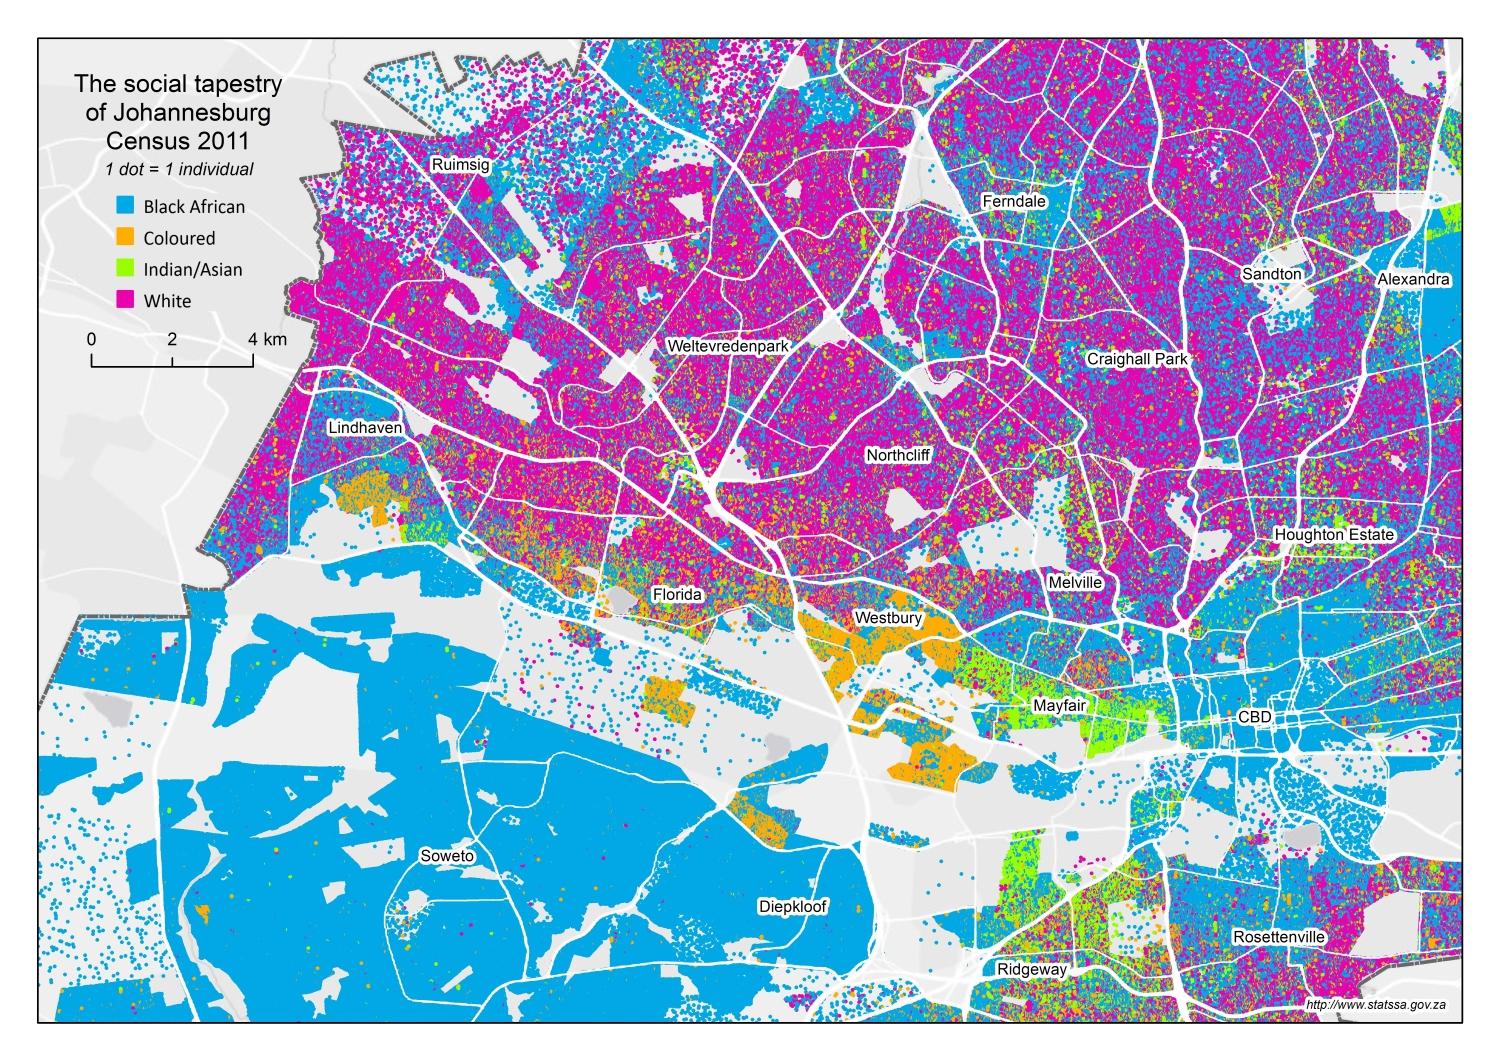 The social tapestry
of Johannesburg
Census 2011
1 dot = 1 individual
Black African
Coloured
Indian/Asian
White
0 2 4 km
Ruimsig
Ferndale
Sandton
Alexandra
Weltevredenpark
Craighall Park
Lindhaven
Northcliff
Houghton Estate
Melville
Florida
Westbury
Mayfair
CBD
Soweto
Diepkloof
Rosettenville
Ridgeway
http://www.statssa.gov.za